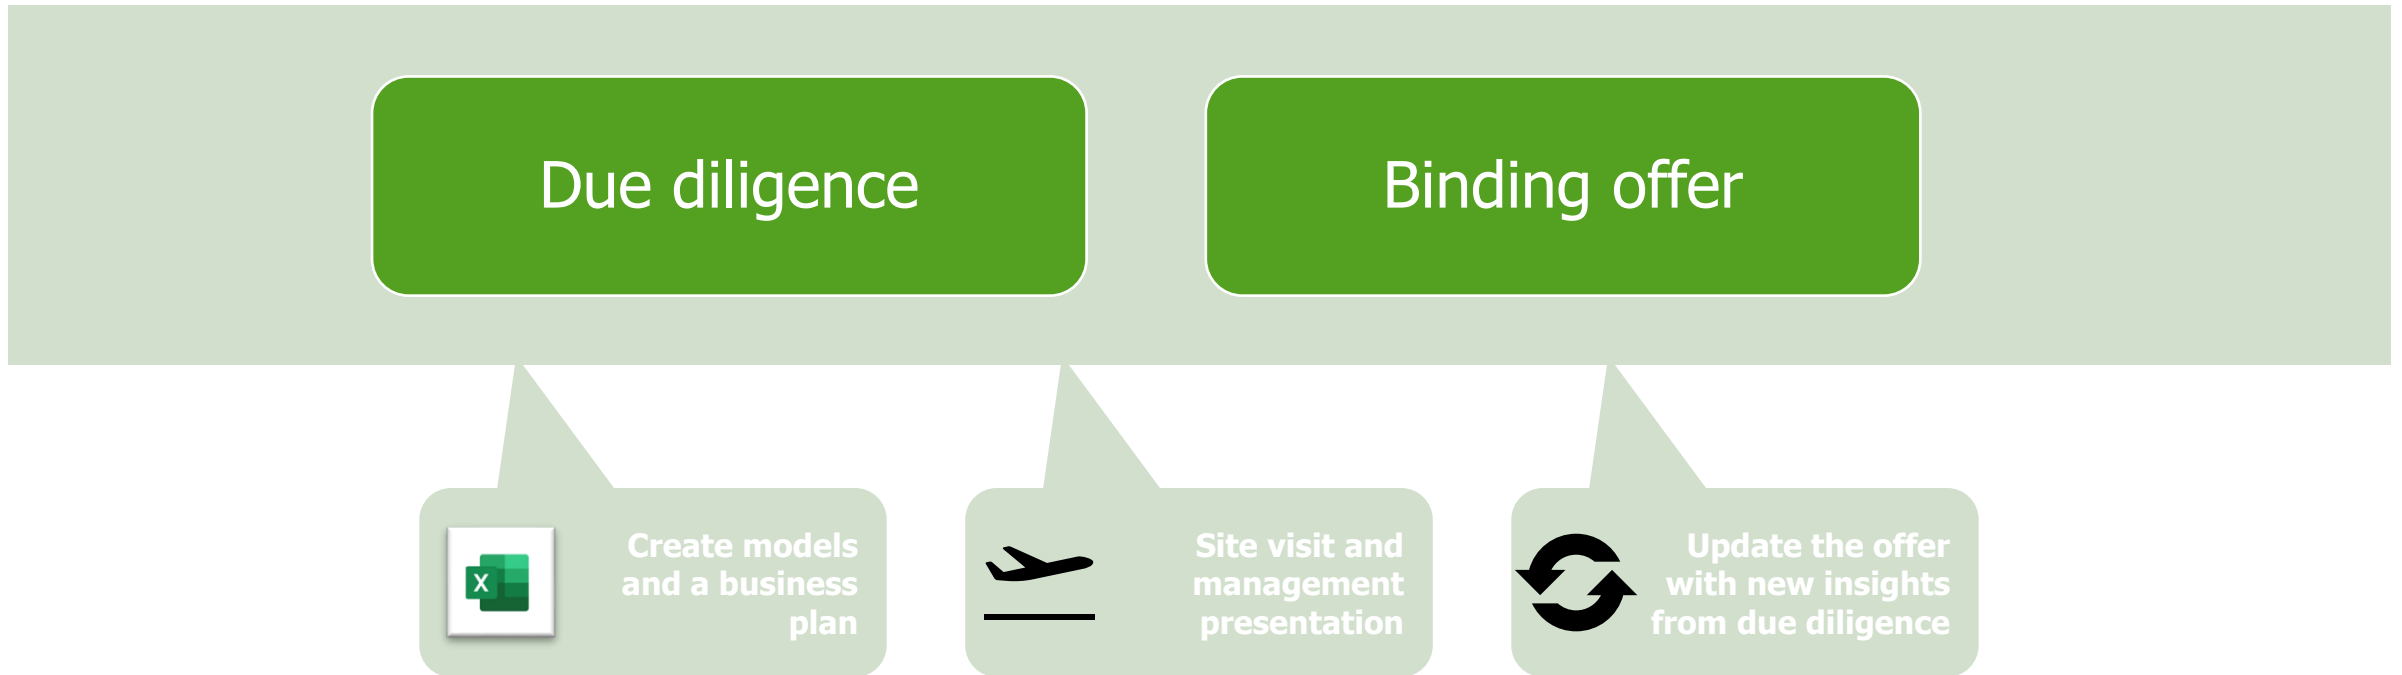 Due diligence
Binding offer
X
Create models
and a business
plan
Site visit and
management
presentation
Update the offer
with new insights
from due diligence